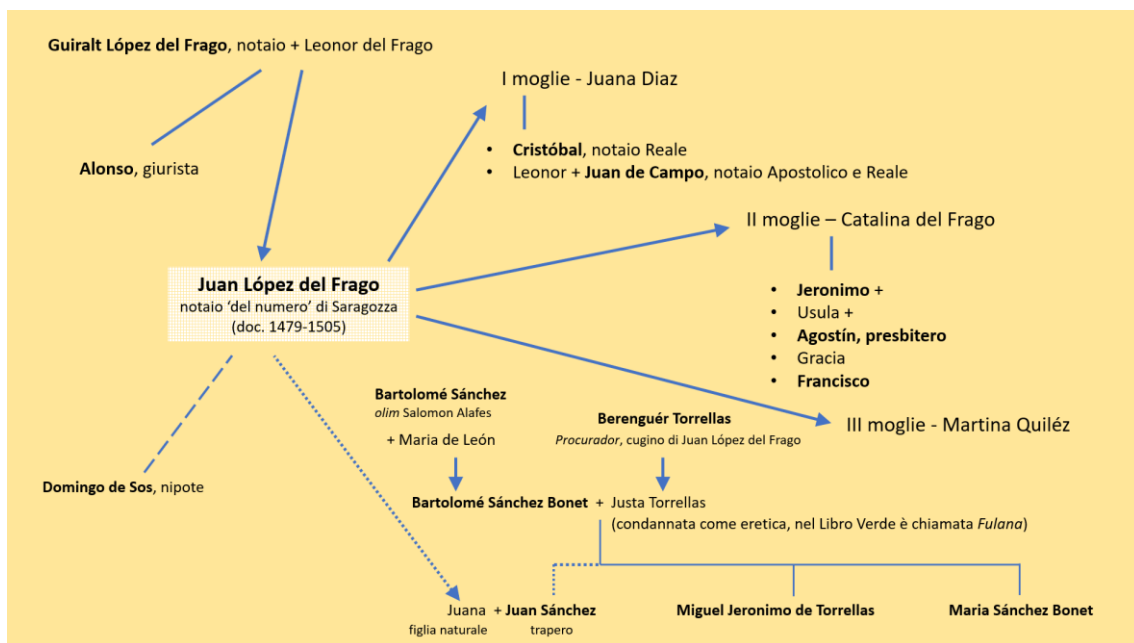 Guiralt López del Frago, notaio + Leonor del Frago
I moglie - Juana Diaz
• Cristóbal, notaio Reale
• Leonor + Juan de Campo, notaio Apostolico e Reale
Alonso, giurista
II moglie – Catalina del Frago
• Jeronimo +
• Usula +
• Agostín, presbitero
• Gracia
• Francisco
Juan López del Frago
notaio ‘del numero’ di Saragozza
(doc. 1479-1505)
Bartolomé Sánchez
olim Salomon Alafes
+ Maria de León
Berenguér Torrellas
Procurador, cugino di Juan López del Frago
III moglie - Martina Quiléz
Domingo de Sos, nipote
Bartolomé Sánchez Bonet + Justa Torrellas
(condannata come eretica, nel Libro Verde è chiamata Fulana)
Juana + Juan Sánchez
figlia naturale trapero
Miguel Jeronimo de Torrellas
Maria Sánchez Bonet